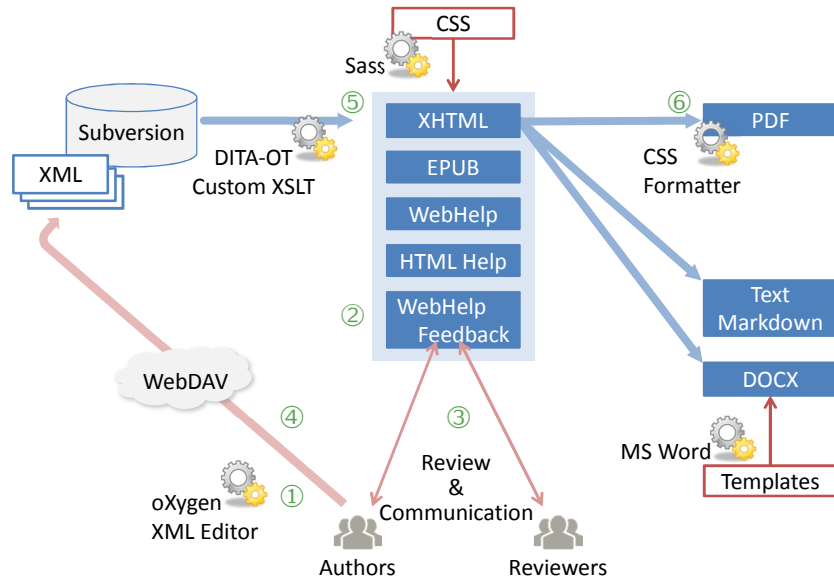 CSS
Sass
⑤
⑥
Subversion
XHTML
PDF
DITA-OT
Custom XSLT
CSS
Formatter
XML
EPUB
WebHelp
HTML Help
②
WebHelp
Feedback
Text
Markdown
WebDAV
DOCX
④
③
MS Word
Review
&
Communication
Templates
①
oXygen
XML Editor
Authors
Reviewers